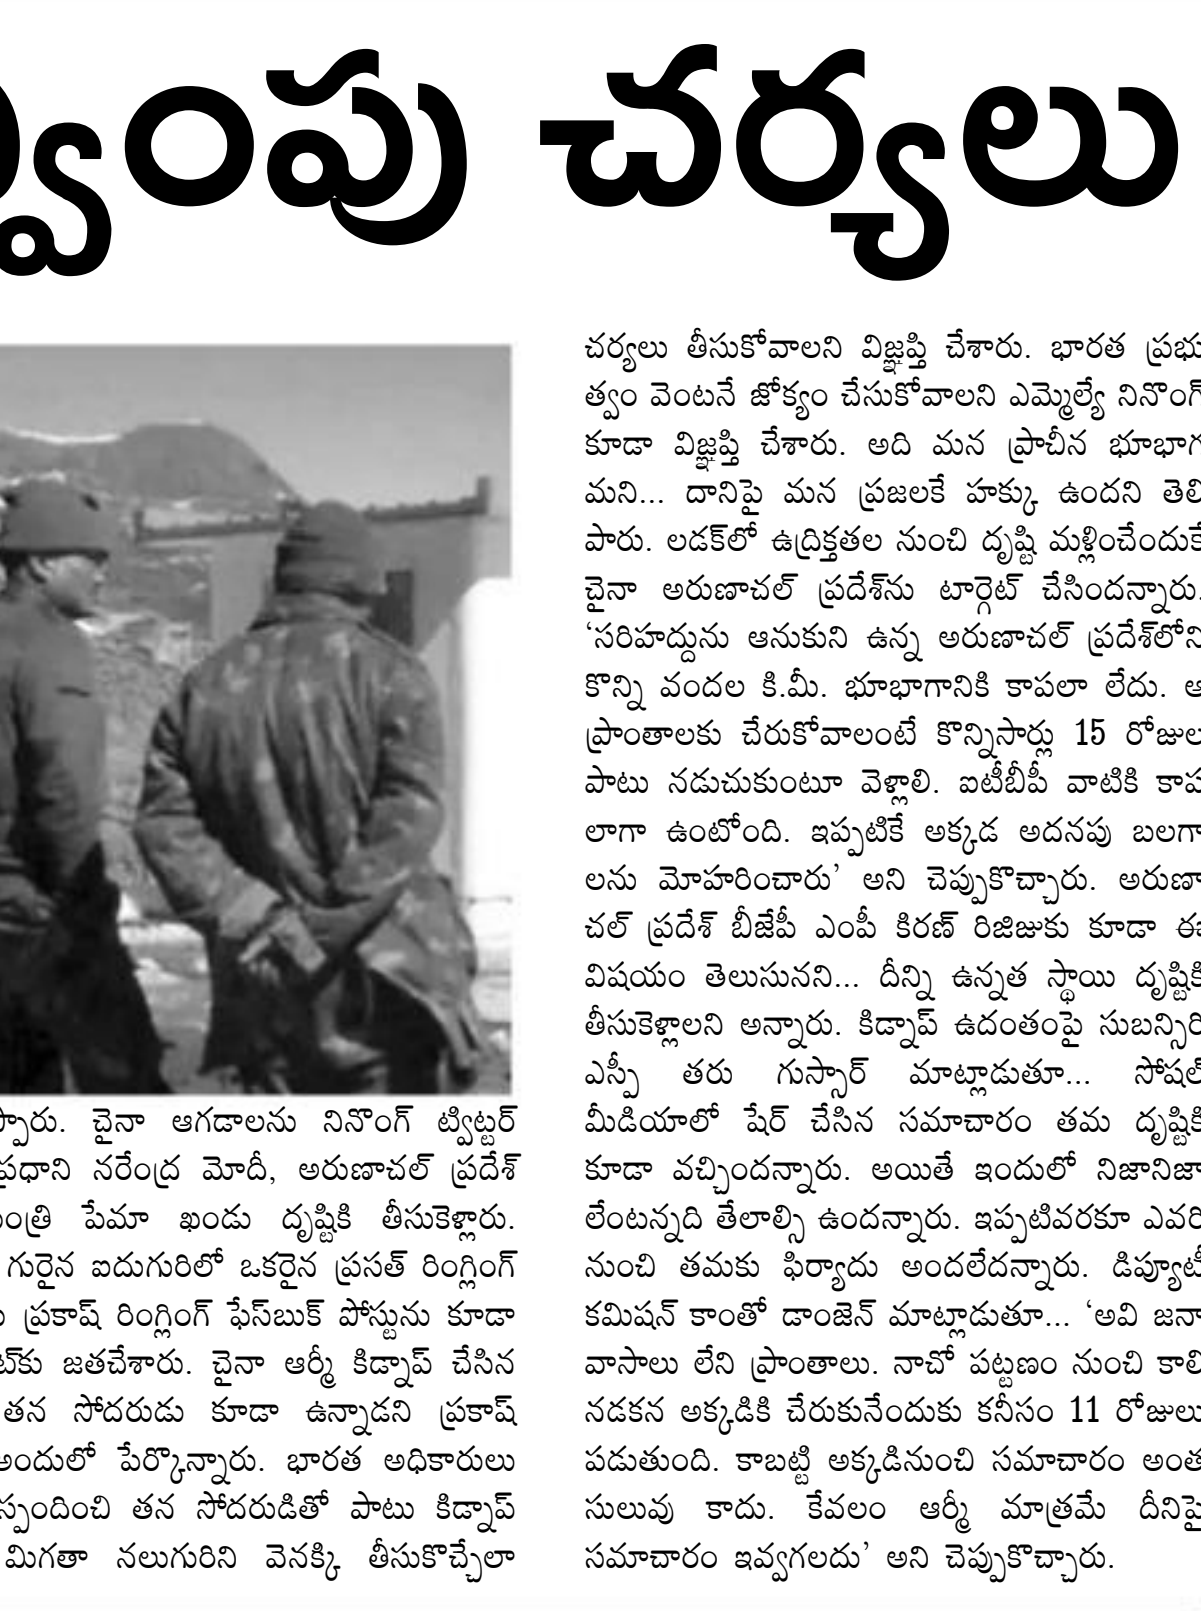 వ్వింపు చర్యలు
స్పారు. చైనా ఆగడాలను నినొంగ్ ట్విట్టర్
ప్రధాని నరేంద్ర మోదీ, అరుణాచల్ ప్రదేశ్
పేమా ఖండు దృష్టికి తీసుకెళ్లారు.
గురైన ఐదుగురిలో ఒకరైన ప్రసత్ రింగ్లింగ్
ప్రకాష్ రింగ్లింగ్ ఫేస్‌బుక్ పోస్టును కూడా
జతచేశారు. చైనా ఆర్మీ కిడ్నాప్ చేసిన
తన సోదరుడు కూడా ఉన్నాడని ప్రకాష్
అందులో పేర్కొన్నారు. భారత అధికారులు
స్పందించి తన సోదరుడితో పాటు కిడ్నాప్
మిగతా నలుగురిని వెనక్కి తీసుకొచ్చేలా
చర్యలు తీసుకోవాలని విజ్ఞప్తి చేశారు. భారత ప్రభు
త్వం వెంటనే జోక్యం చేసుకోవాలని ఎమ్మెల్యే నినొంగ్
కూడా విజ్ఞప్తి చేశారు. అది మన ప్రాచీన భూభాగ
మని... దానిపై మన ప్రజలకే హక్కు ఉందని తెలి
పారు. లడక్‌లో ఉద్రిక్తతల నుంచి దృష్టి మళ్లించేందుకే
చైనా అరుణాచల్ ప్రదేశ్‌ను టార్గెట్ చేసిందన్నారు.
‘సరిహద్దును ఆనుకుని ఉన్న అరుణాచల్ ప్రదేశ్‌లోని
కొన్ని వందల కి.మీ. భూభాగానికి కాపలా లేదు. ఆ
ప్రాంతాలకు చేరుకోవాలంటే కొన్నిసార్లు 15 రోజుల
పాటు నడుచుకుంటూ వెళ్లాలి. ఐటీబీపీ వాటికి కాప
లాగా ఉంటోంది. ఇప్పటికే అక్కడ అదనపు బలగా
లను మోహరించారు’ అని చెప్పుకొచ్చారు. అరుణా
చల్ ప్రదేశ్ బీజేపీ ఎంపీ కిరణ్ రిజిజుకు కూడా ఈ
విషయం తెలుసునని... దీన్ని ఉన్నత స్థాయి దృష్టికి
తీసుకెళ్లాలని అన్నారు. కిడ్నాప్ ఉదంతంపై సుబన్సిరి
ఎస్పీ తరు గుస్సార్ మాట్లాడుతూ... సోషల్
మీడియాలో షేర్ చేసిన సమాచారం తమ దృష్టికి
కూడా వచ్చిందన్నారు. అయితే ఇందులో నిజానిజా
లేంటన్నది తేలాల్సి ఉందన్నారు. ఇప్పటివరకూ ఎవరి
నుంచి తమకు ఫిర్యాదు అందలేదన్నారు. డిప్యూటీ
కమిషన్ కాంతో డాంజెన్ మాట్లాడుతూ... ‘అవి జనా
వాసాలు లేని ప్రాంతాలు. నాచో పట్టణం నుంచి కాలి
నడకన అక్కడికి చేరుకునేందుకు కనీసం 11 రోజులు
పడుతుంది. కాబట్టి అక్కడినుంచి సమాచారం అంత
సులువు కాదు. కేవలం ఆర్మీ మాత్రమే దీనిపై
సమాచారం ఇవ్వగలదు’ అని చెప్పుకొచ్చారు.